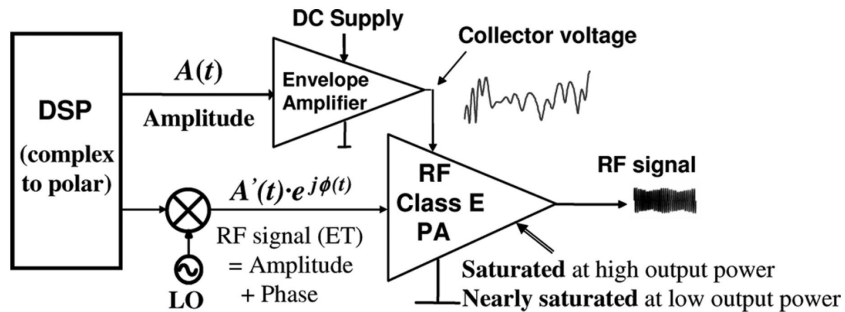 DC Supply
Collector voltage
A(t)
Envelope
Amplifier
DSP
Amplitude
(complex
to polar)
RF signal
RF
Class E
PA
A'(t)·e^jϕ(t)
RF signal (ET)
= Amplitude
+ Phase
LO
Saturated at high output power
Nearly saturated at low output power